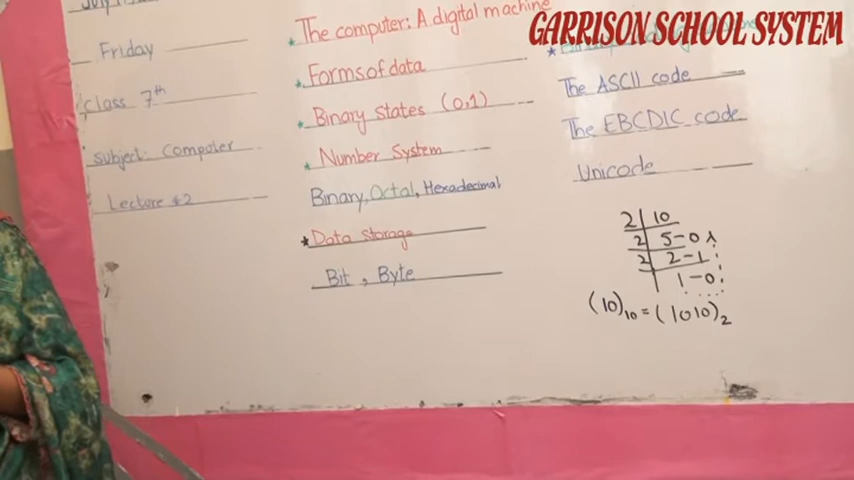 Friday
Class 7th
Subject: Computer
Lecture #2
* The computer: A digital machine
* Forms of data
* Binary States (0,1)
* Number System
Binary, Octal, Hexadecimal
* Data Storage
Bit, Byte
GARRISON SCHOOL SYSTEM
The ASCII code
The EBCDIC code
Unicode
2 | 10
2 | 5-0
2 | 2-1
| 1-0
(10)10 = (1010)2